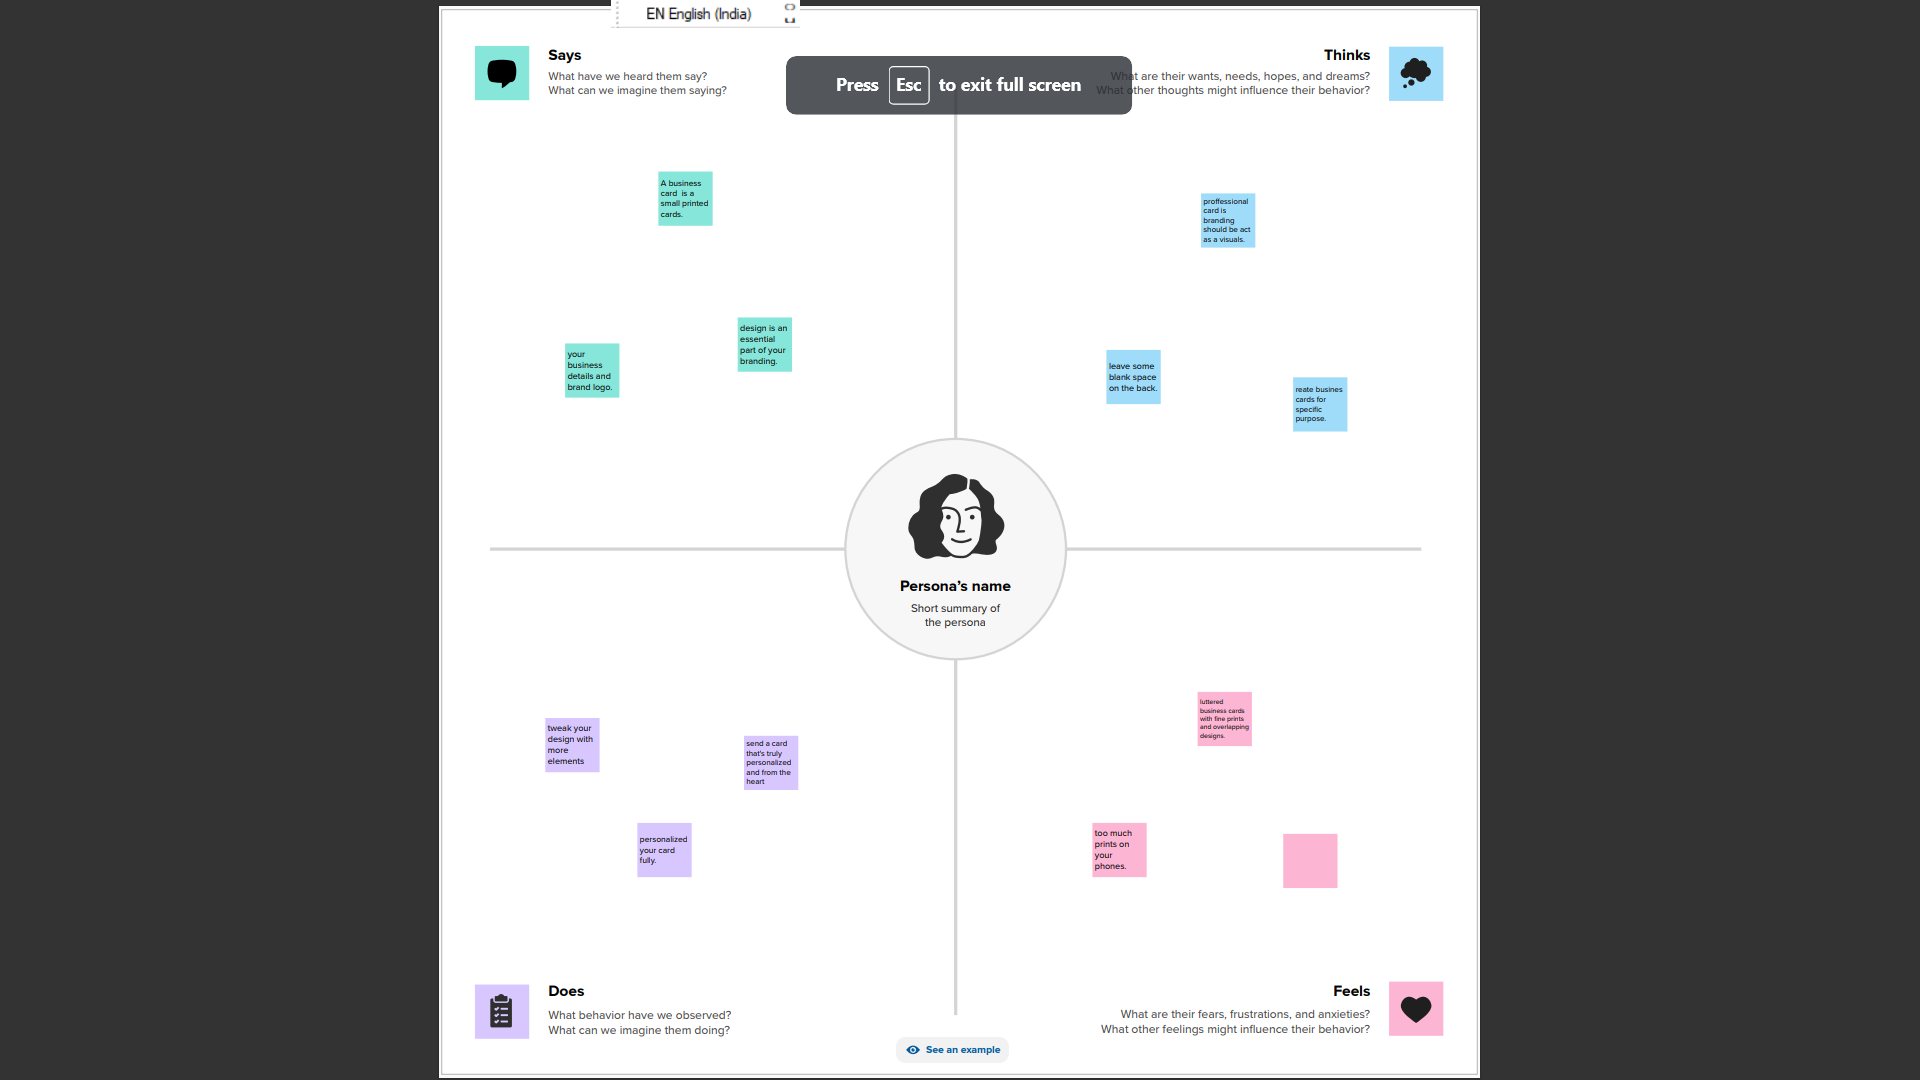 EN English (India)
Says
What have we heard them say?
What can we imagine them saying?
Press Esc to exit full screen
Thinks
What are their wants, needs, hopes, and dreams?
What other thoughts might influence their behavior?
A business
card is a
small printed
cards.
proffessional
card is
branding
should be act
as a visuals.
design is an
essential
part of your
branding.
your
business
details and
brand logo.
leave some
blank space
on the back.
reate busines
cards for
specific
purpose.
Persona's name
Short summary of
the persona
tweak your
design with
more
elements
send a card
that's truly
personalized
and from the
heart
personalized
your card
fully.
luttered
business cards
with fine prints
and overlapping
designs.
too much
prints on
your
phones.
Does
What behavior have we observed?
What can we imagine them doing?
Feels
What are their fears, frustrations, and anxieties?
What other feelings might influence their behavior?
See an example